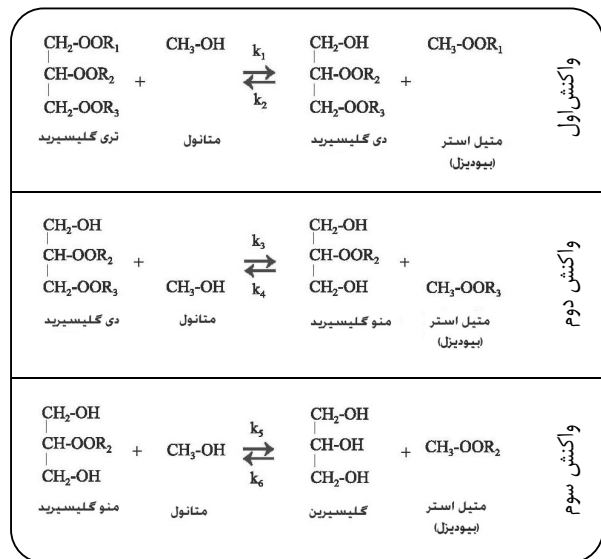 CH₂-OOR₁ CH₃-OH k₁ CH₂-OH CH₃-OOR₁
CH-OOR₂ + ⇌ CH-OOR₂ +
CH₂-OOR₃ k₂ CH₂-OOR₃
تری گلیسیرید متانول دی گلیسیرید متیل استر
(بیودیزل)
واکنش اول
CH₂-OH CH₂-OH
CH-OOR₂ + k₃ CH-OOR₂ +
CH₂-OOR₃ CH₃-OH ⇌ k₄ CH₂-OH CH₃-OOR₃
دی گلیسیرید متانول منو گلیسیرید متیل استر
(بیودیزل)
واکنش دوم
CH₂-OH CH₂-OH
CH-OOR₂ + CH₃-OH k₅ ⇌ k₆ CH-OH + CH₃-OOR₂
CH₂-OH CH₂-OH
منو گلیسیرید متانول گلیسیرین متیل استر
(بیودیزل)
واکنش سوم